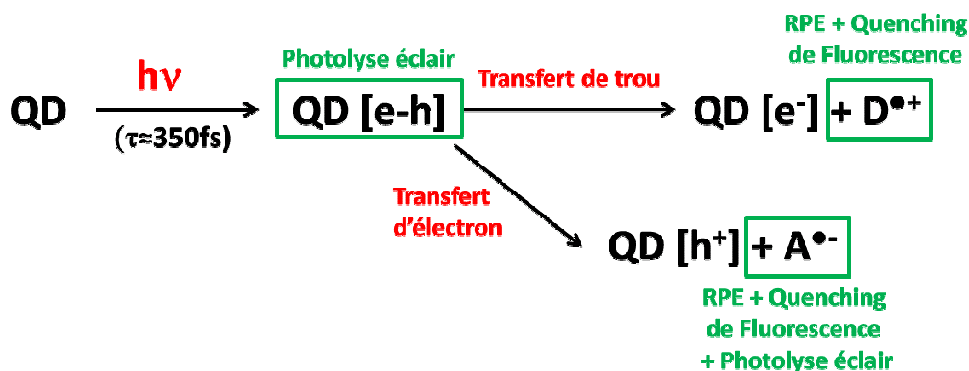 RPE + Quenching
de Fluorescence
Photolyse éclair
hν
Transfert de trou
QD
QD [e-h]
QD [e⁻] + D•⁺
(τ≈350fs)
Transfert
d'électron
QD [h⁺] + A•⁻
RPE + Quenching
de Fluorescence
+ Photolyse éclair